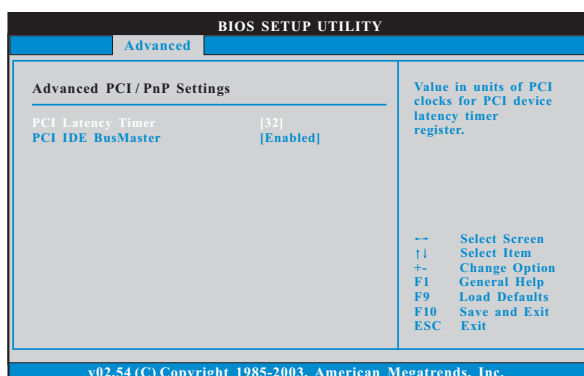 BIOS SETUP UTILITY
Advanced
Advanced PCI / PnP Settings
PCI Latency Timer [32]
PCI IDE BusMaster [Enabled]
Value in units of PCI
clocks for PCI device
latency timer
register.
←→ Select Screen
↑↓ Select Item
+- Change Option
F1 General Help
F9 Load Defaults
F10 Save and Exit
ESC Exit
v02.54 (C) Copyright 1985-2003, American Megatrends, Inc.